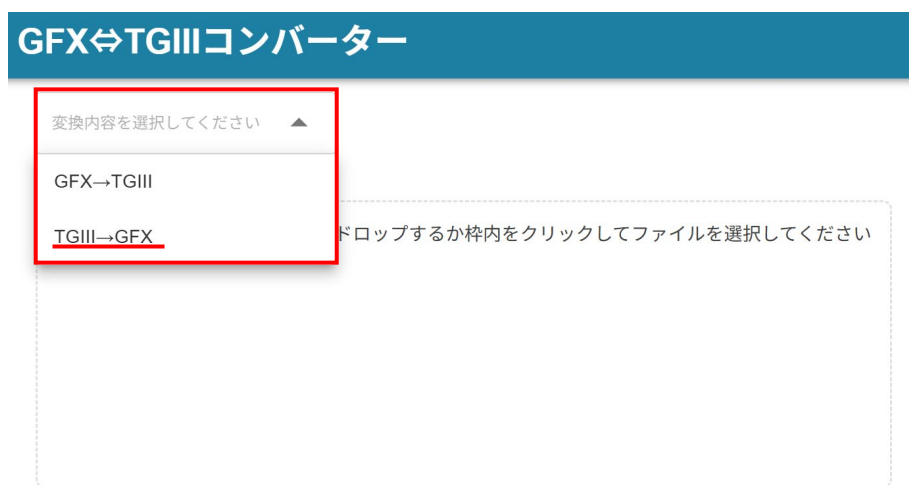 GFX⇔TGIIIコンバーター
変換内容を選択してください
GFX→TGIII
TGIII→GFX
ドロップするか枠内をクリックしてファイルを選択してください